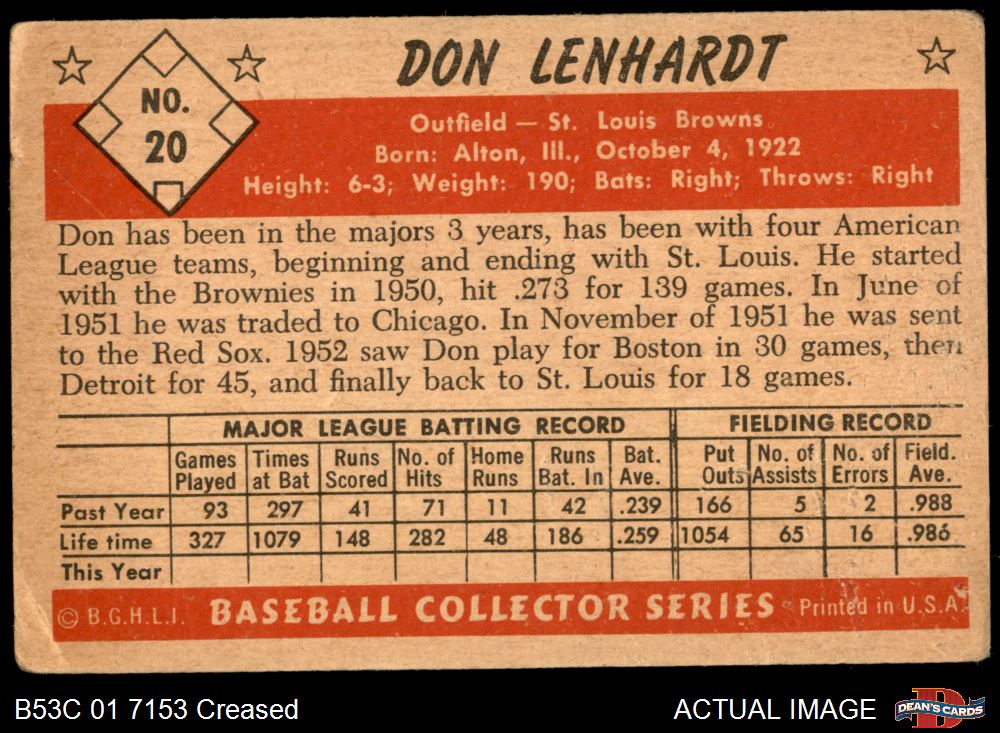 NO.
20
DON LENHARDT
Outfield — St. Louis Browns
Born: Alton, Ill., October 4, 1922
Height: 6-3; Weight: 190; Bats: Right; Throws: Right
Don has been in the majors 3 years, has been with four American
League teams, beginning and ending with St. Louis. He started
with the Brownies in 1950, hit .273 for 139 games. In June of
1951 he was traded to Chicago. In November of 1951 he was sent
to the Red Sox. 1952 saw Don play for Boston in 30 games, then
Detroit for 45, and finally back to St. Louis for 18 games.
MAJOR LEAGUE BATTING RECORD FIELDING RECORD
Games Times Runs No. of Home Runs Bat. Put No. of No. of Field.
Played at Bat Scored Hits Runs Bat. In Ave. Outs Assists Errors Ave.
Past Year 93 297 41 71 11 42 .239 166 5 2 .988
Life time 327 1079 148 282 48 186 .259 1054 65 16 .986
This Year
© B.G.H.L.I. BASEBALL COLLECTOR SERIES Printed in U.S.A.
B53C 01 7153 Creased ACTUAL IMAGE DEAN'S CARDS